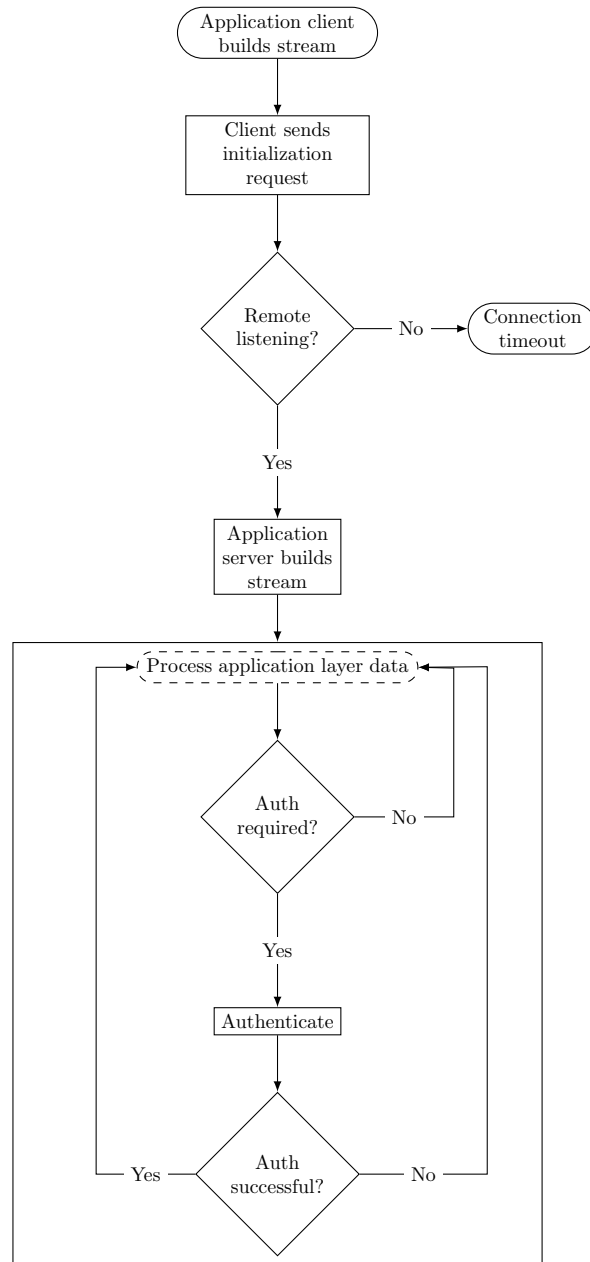 Application client
builds stream
Client sends
initialization
request
Remote
listening?
No
Connection
timeout
Yes
Application
server builds
stream
Process application layer data
Auth
required?
No
Yes
Authenticate
Yes
Auth
successful?
No